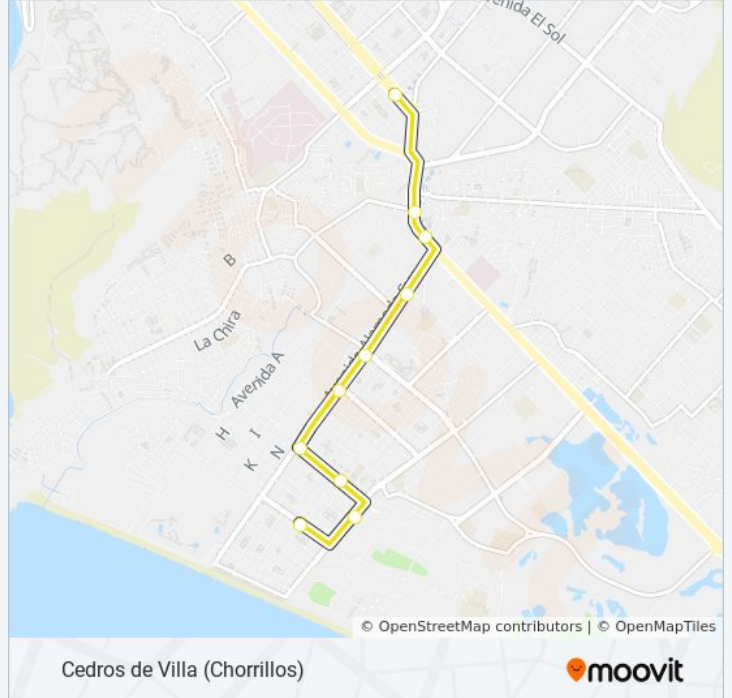 Avenida El Sol
B
La Chira
Avenida A
H
I
K
N
© OpenStreetMap contributors | © OpenMapTiles
Cedros de Villa (Chorrillos)
moovit